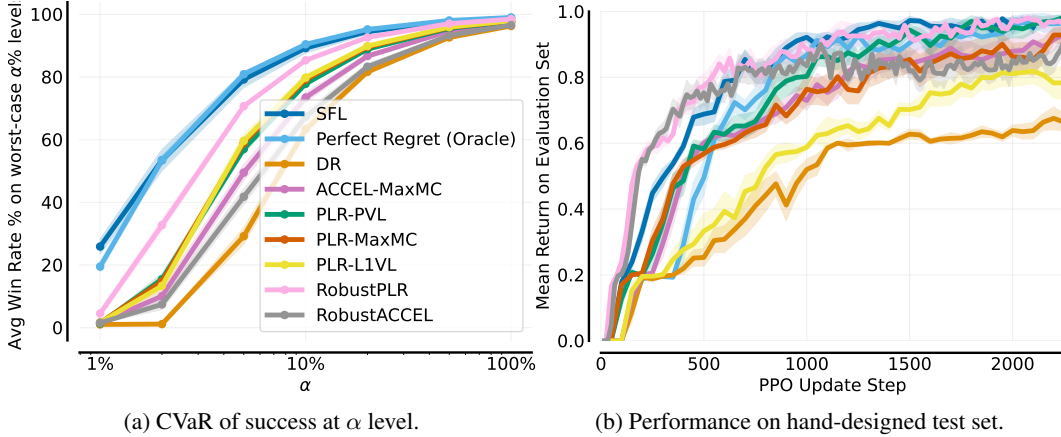 Avg Win Rate % on worst-case α% levels
100
80
60
40
20
0
1%
10%
100%
α
SFL
Perfect Regret (Oracle)
DR
ACCEL-MaxMC
PLR-PVL
PLR-MaxMC
PLR-L1VL
RobustPLR
RobustACCEL
(a) CVaR of success at α level.
Mean Return on Evaluation Set
1.0
0.8
0.6
0.4
0.2
0.0
0
500
1000
1500
2000
PPO Update Step
(b) Performance on hand-designed test set.